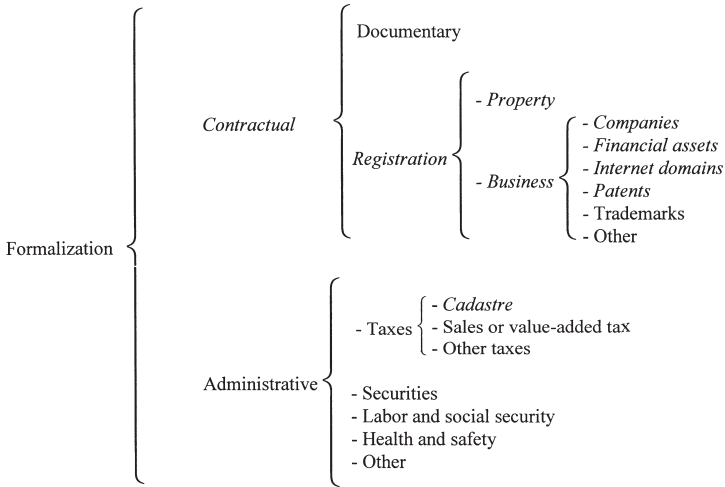 Documentary
- Property
Contractual
- Companies
- Financial assets
Registration
- Internet domains
- Business
- Patents
- Trademarks
- Other
Formalization
- Cadastre
- Taxes
- Sales or value-added tax
- Other taxes
Administrative
- Securities
- Labor and social security
- Health and safety
- Other